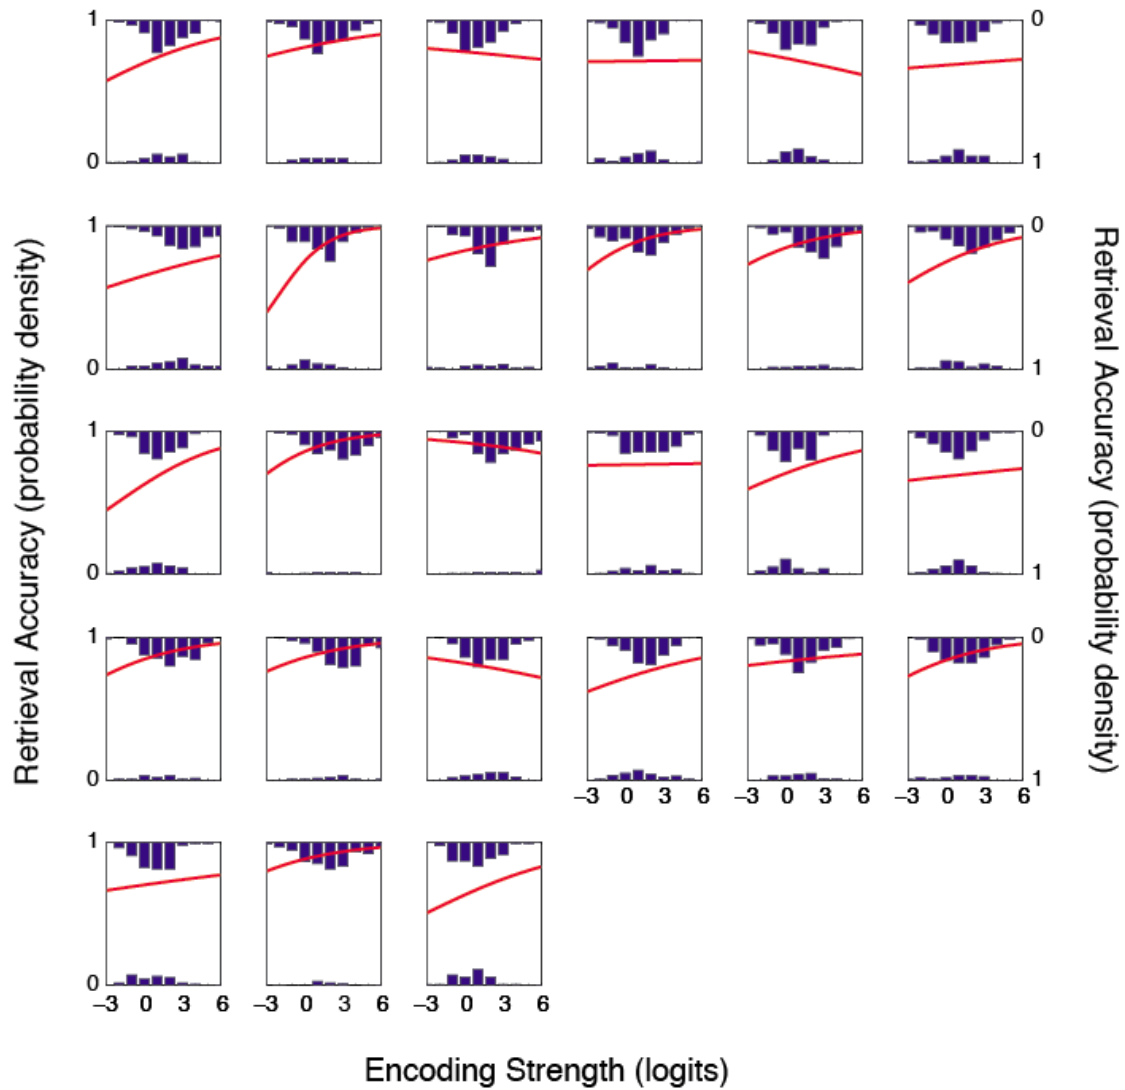 1 0
0 1
1 0
0 1
1 0
0 1
1 0
0 1
–3 0 3 6 –3 0 3 6 –3 0 3 6
1
0
–3 0 3 6 –3 0 3 6 –3 0 3 6
Retrieval Accuracy (probability density)
Retrieval Accuracy (probability density)
Encoding Strength (logits)